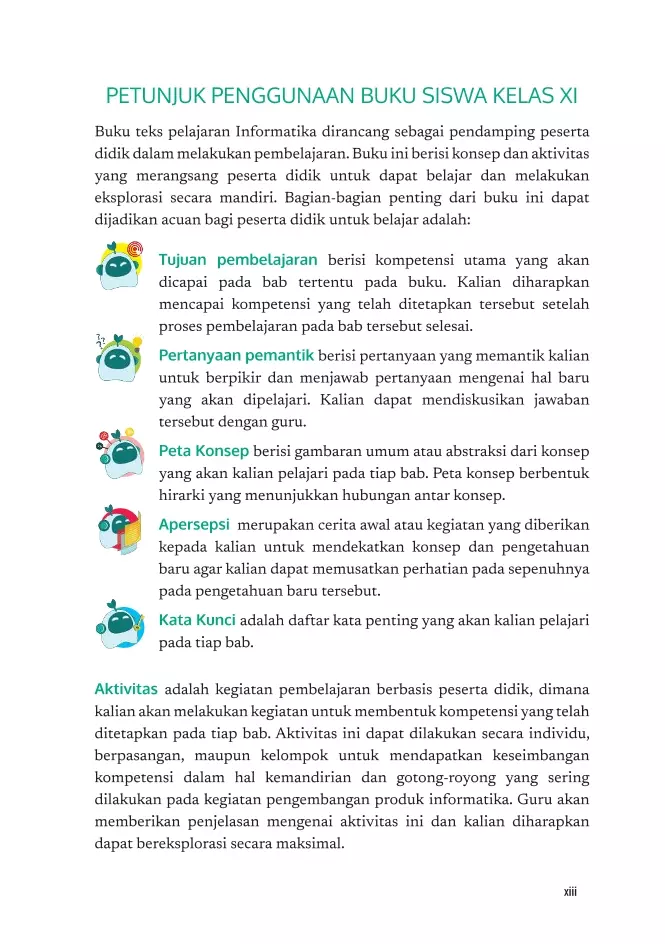 PETUNJUK PENGGUNAAN BUKU SISWA KELAS XI
Buku teks pelajaran Informatika dirancang sebagai pendamping peserta
didik dalam melakukan pembelajaran. Buku ini berisi konsep dan aktivitas
yang merangsang peserta didik untuk dapat belajar dan melakukan
eksplorasi secara mandiri. Bagian-bagian penting dari buku ini dapat
dijadikan acuan bagi peserta didik untuk belajar adalah:
Tujuan pembelajaran berisi kompetensi utama yang akan
dicapai pada bab tertentu pada buku. Kalian diharapkan
mencapai kompetensi yang telah ditetapkan tersebut setelah
proses pembelajaran pada bab tersebut selesai.
Pertanyaan pemantik berisi pertanyaan yang memantik kalian
untuk berpikir dan menjawab pertanyaan mengenai hal baru
yang akan dipelajari. Kalian dapat mendiskusikan jawaban
tersebut dengan guru.
Peta Konsep berisi gambaran umum atau abstraksi dari konsep
yang akan kalian pelajari pada tiap bab. Peta konsep berbentuk
hirarki yang menunjukkan hubungan antar konsep.
Apersepsi merupakan cerita awal atau kegiatan yang diberikan
kepada kalian untuk mendekatkan konsep dan pengetahuan
baru agar kalian dapat memusatkan perhatian pada sepenuhnya
pada pengetahuan baru tersebut.
Kata Kunci adalah daftar kata penting yang akan kalian pelajari
pada tiap bab.
Aktivitas adalah kegiatan pembelajaran berbasis peserta didik, dimana
kalian akan melakukan kegiatan untuk membentuk kompetensi yang telah
ditetapkan pada tiap bab. Aktivitas ini dapat dilakukan secara individu,
berpasangan, maupun kelompok untuk mendapatkan keseimbangan
kompetensi dalam hal kemandirian dan gotong-royong yang sering
dilakukan pada kegiatan pengembangan produk informatika. Guru akan
memberikan penjelasan mengenai aktivitas ini dan kalian diharapkan
dapat bereksplorasi secara maksimal.
xiii